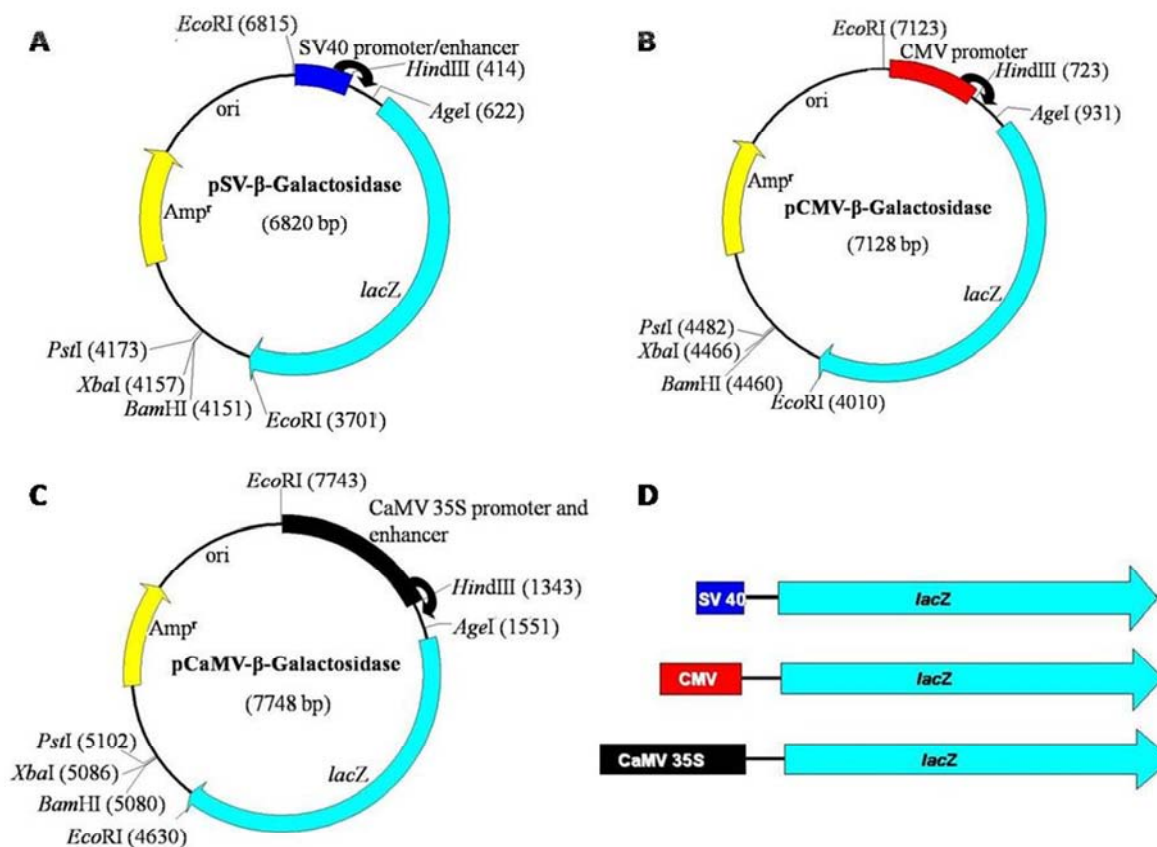 A
EcoRI (6815)
SV40 promoter/enhancer
HindIII (414)
AgeI (622)
ori
Ampʳ
pSV-β-Galactosidase
(6820 bp)
lacZ
PstI (4173)
XbaI (4157)
BamHI (4151)
EcoRI (3701)
B
EcoRI (7123)
CMV promoter
HindIII (723)
AgeI (931)
ori
Ampʳ
pCMV-β-Galactosidase
(7128 bp)
lacZ
PstI (4482)
XbaI (4466)
BamHI (4460)
EcoRI (4010)
C
EcoRI (7743)
CaMV 35S promoter and
enhancer
HindIII (1343)
AgeI (1551)
ori
Ampʳ
pCaMV-β-Galactosidase
(7748 bp)
lacZ
PstI (5102)
XbaI (5086)
BamHI (5080)
EcoRI (4630)
D
SV 40 lacZ
CMV lacZ
CaMV 35S lacZ